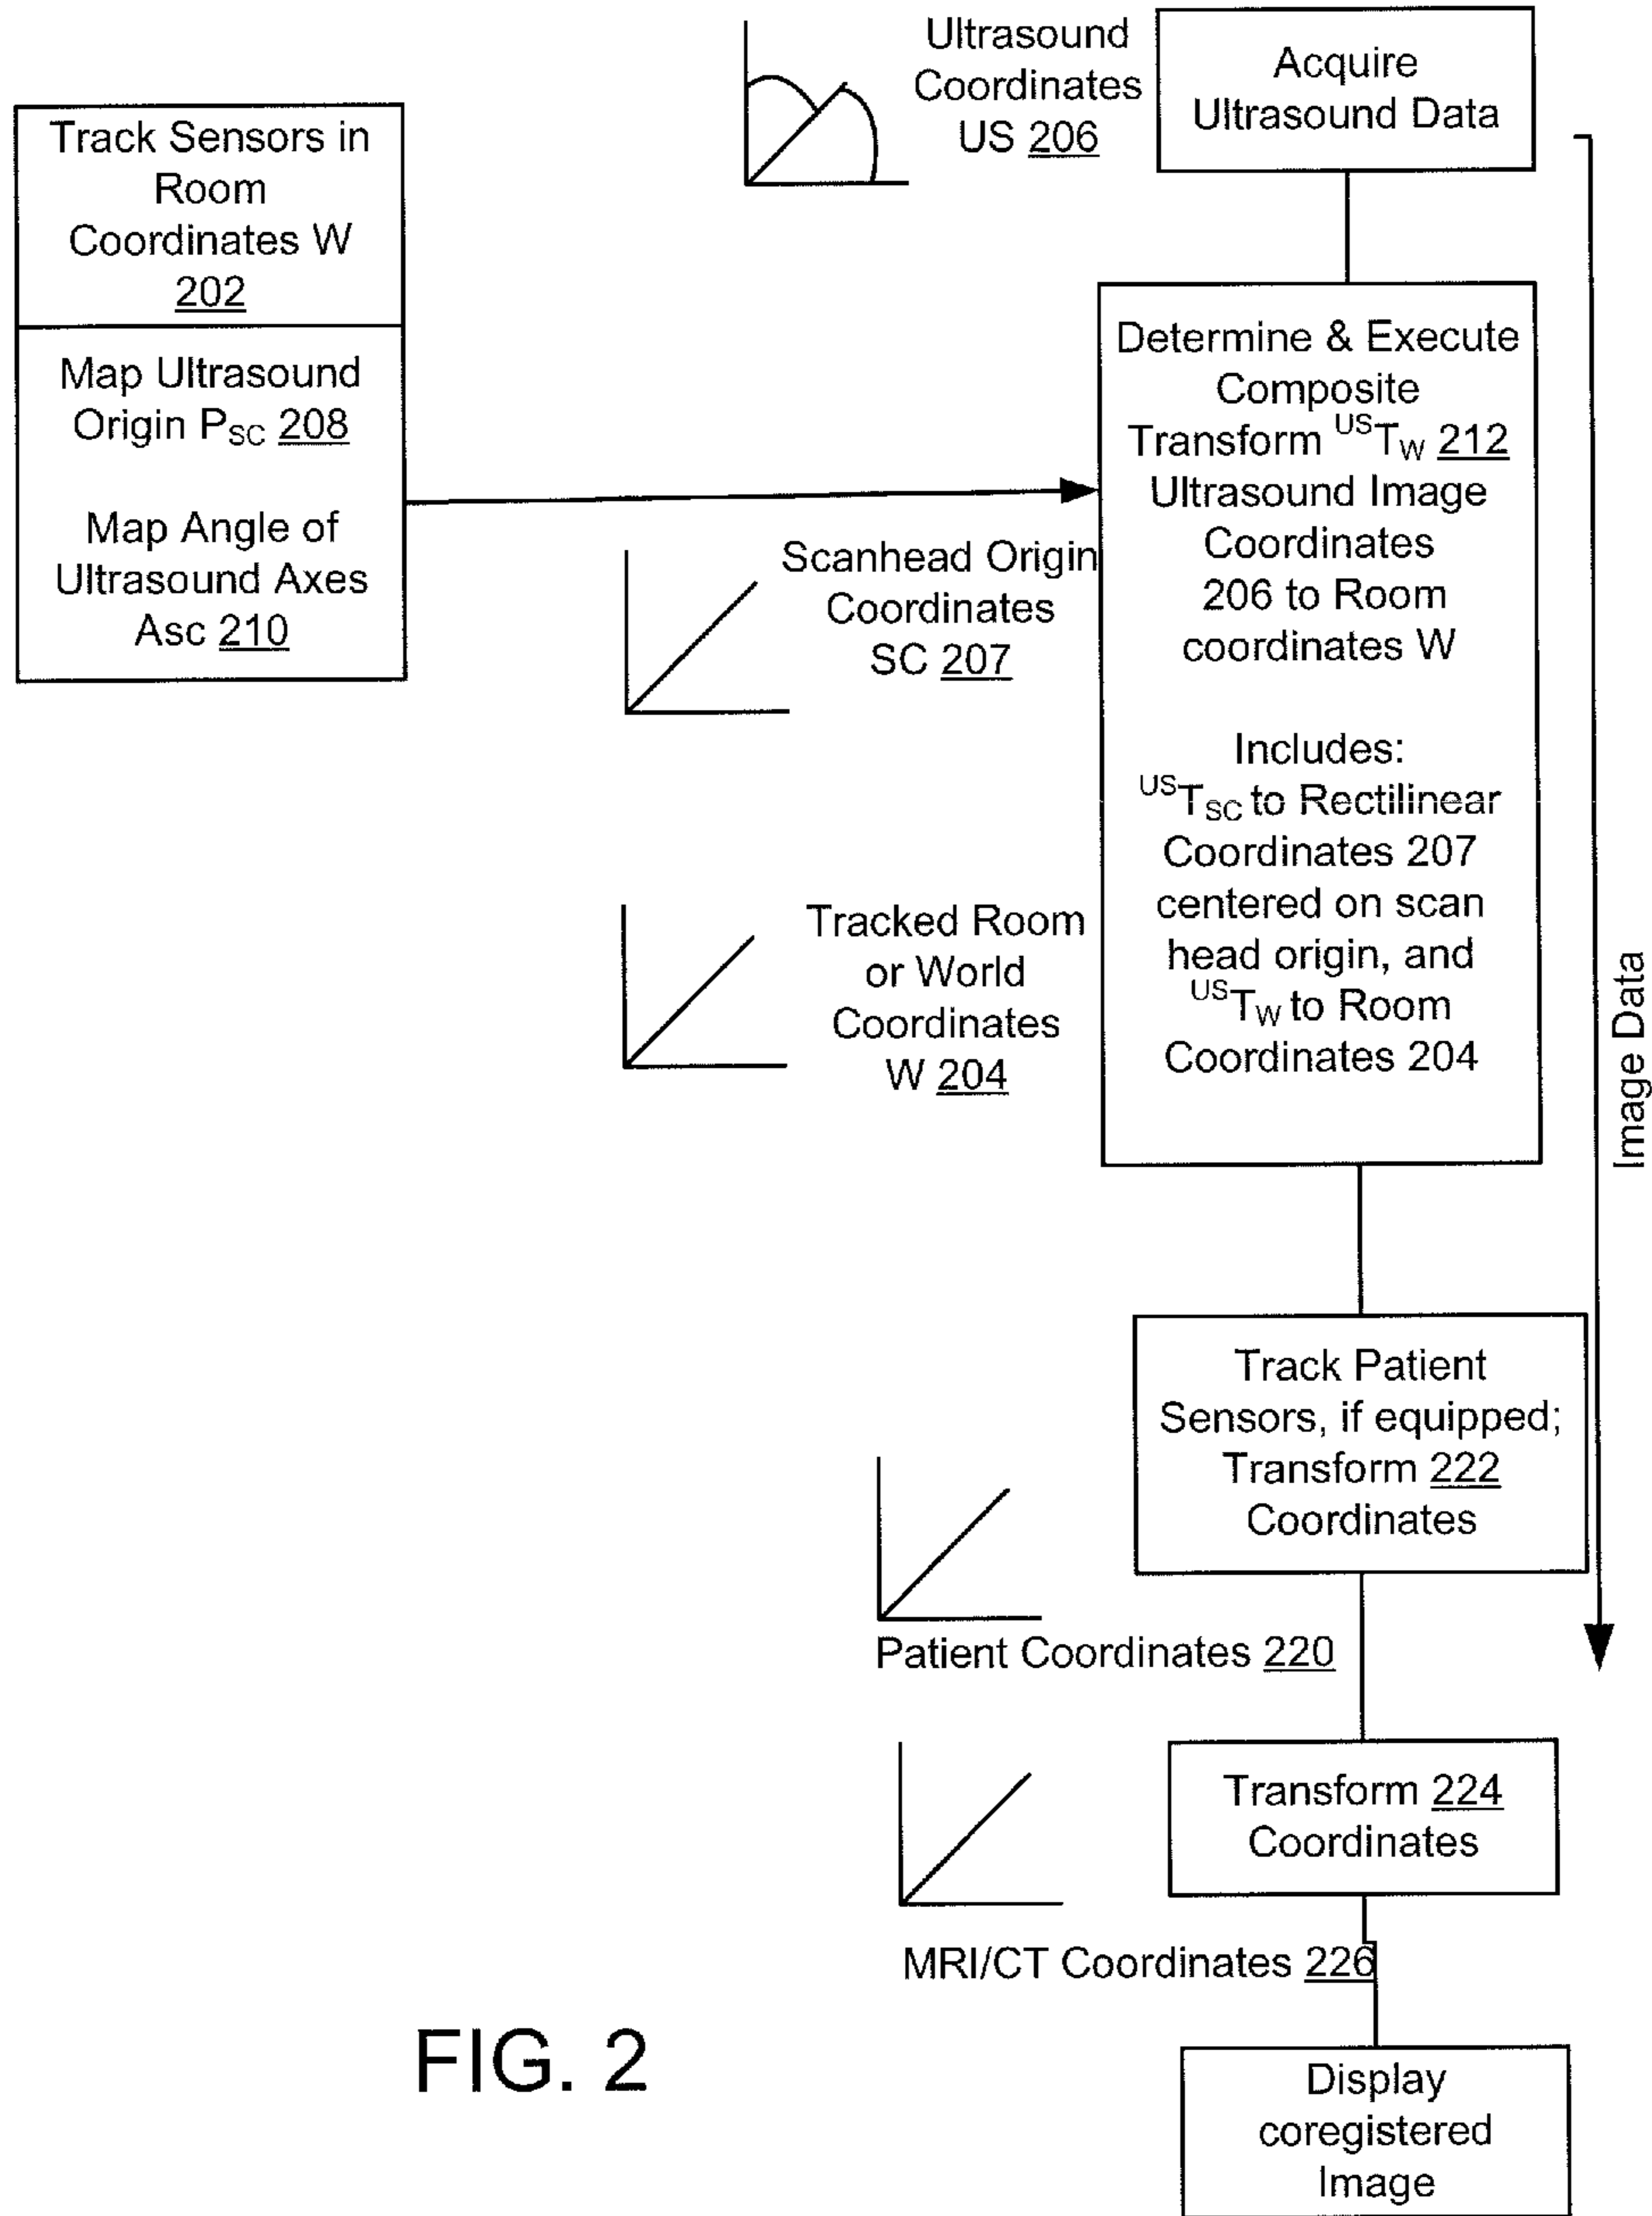 Ultrasound
Coordinates
US 206
Acquire
Ultrasound Data
Track Sensors in
Room
Coordinates W
202
Map Ultrasound
Origin PSC 208
Map Angle of
Ultrasound Axes
Asc 210
Determine & Execute
Composite
Transform USTW 212
Ultrasound Image
Coordinates
206 to Room
coordinates W
Includes:
USTSC to Rectilinear
Coordinates 207
centered on scan
head origin, and
USTW to Room
Coordinates 204
Scanhead Origin
Coordinates
SC 207
Tracked Room
or World
Coordinates
W 204
Image Data
Track Patient
Sensors, if equipped;
Transform 222
Coordinates
Patient Coordinates 220
Transform 224
Coordinates
MRI/CT Coordinates 226
Display
coregistered
Image
FIG. 2